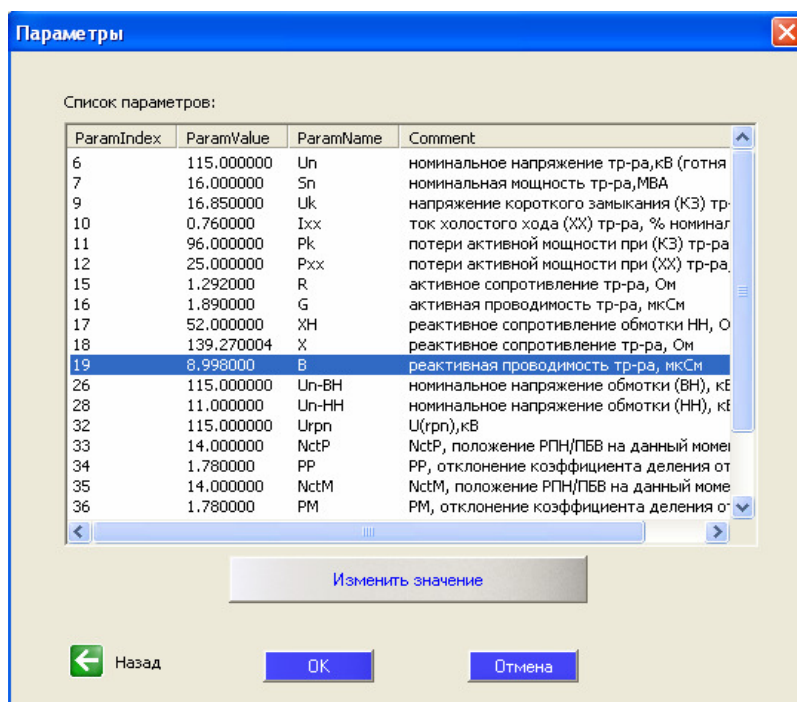 Параметры
Список параметров:
ParamIndex ParamValue ParamName Comment
6 115.000000 Un номинальное напряжение тр-ра,кВ (готня
7 16.000000 Sn номинальная мощность тр-ра,МВА
9 16.850000 Uk напряжение короткого замыкания (КЗ) тр-
10 0.760000 Ixx ток холостого хода (ХХ) тр-ра, % номинал
11 96.000000 Pk потери активной мощности при (КЗ) тр-ра
12 25.000000 Pxx потери активной мощности при (ХХ) тр-ра,
15 1.292000 R активное сопротивление тр-ра, Ом
16 1.890000 G активная проводимость тр-ра, мкСм
17 52.000000 XH реактивное сопротивление обмотки НН, О
18 139.270004 X реактивное сопротивление тр-ра, Ом
19 8.998000 B реактивная проводимость тр-ра, мкСм
26 115.000000 Un-ВН номинальное напряжение обмотки (ВН), кВ
28 11.000000 Un-НН номинальное напряжение обмотки (НН), кВ
32 115.000000 Urpn U(rpn),кВ
33 14.000000 NctP NctP, положение РПН/ПБВ на данный момен
34 1.780000 PP PP, отклонение коэффициента деления от
35 14.000000 NctM NctM, положение РПН/ПБВ на данный моме
36 1.780000 PM PM, отклонение коэффициента деления от
Изменить значение
Назад OK Отмена